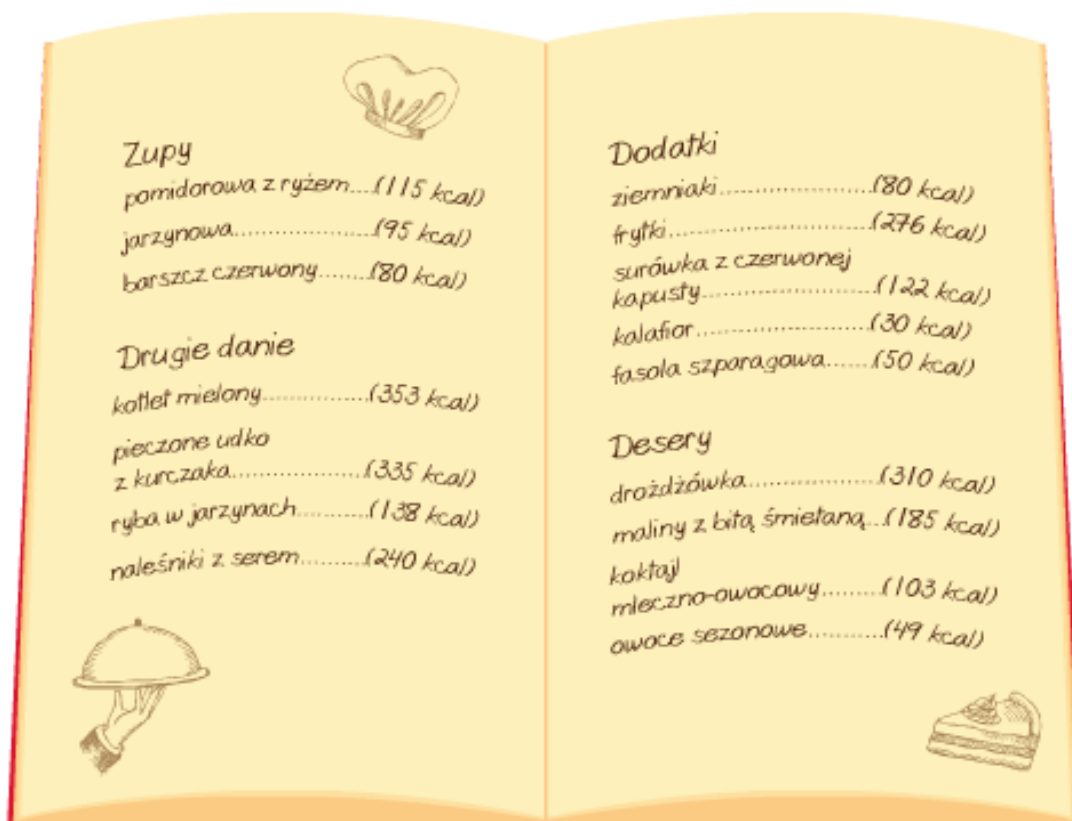 Zupy
pomidorowa z ryżem....(115 kcal)
jarzynowa......................(95 kcal)
barszcz czerwony........(80 kcal)
Drugie danie
kotlet mielony................(353 kcal)
pieczone udko
z kurczaka.....................(335 kcal)
ryba w jarzynach...........(138 kcal)
naleśniki z serem..........(240 kcal)
Dodatki
ziemniaki.......................(80 kcal)
frytki..............................(276 kcal)
surówka z czerwonej
kapusty..........................(122 kcal)
kalafior...........................(30 kcal)
fasola szparagowa.......(50 kcal)
Desery
drożdżówka....................(310 kcal)
maliny z bitą śmietaną...(185 kcal)
koktajl
mleczno-owocowy.........(103 kcal)
owoce sezonowe...........(49 kcal)